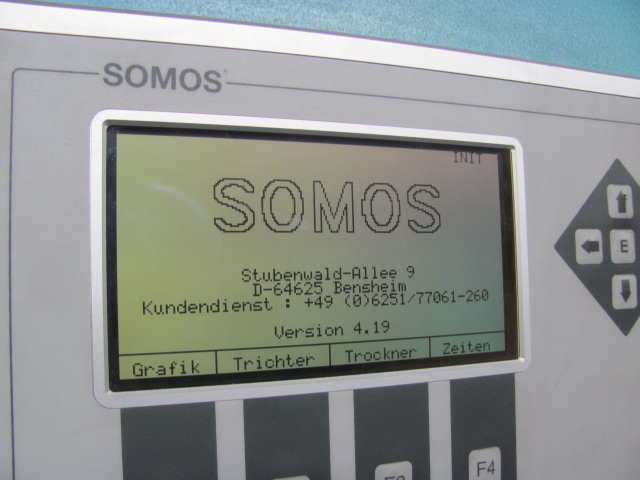 SOMOS
INIT
SOMOS
Stubenwald-Allee 9
D-64625 Bensheim
Kundendienst : +49 (0)6251/77061-260
Version 4.19
Grafik Trichter Trockner Zeiten
E
F4